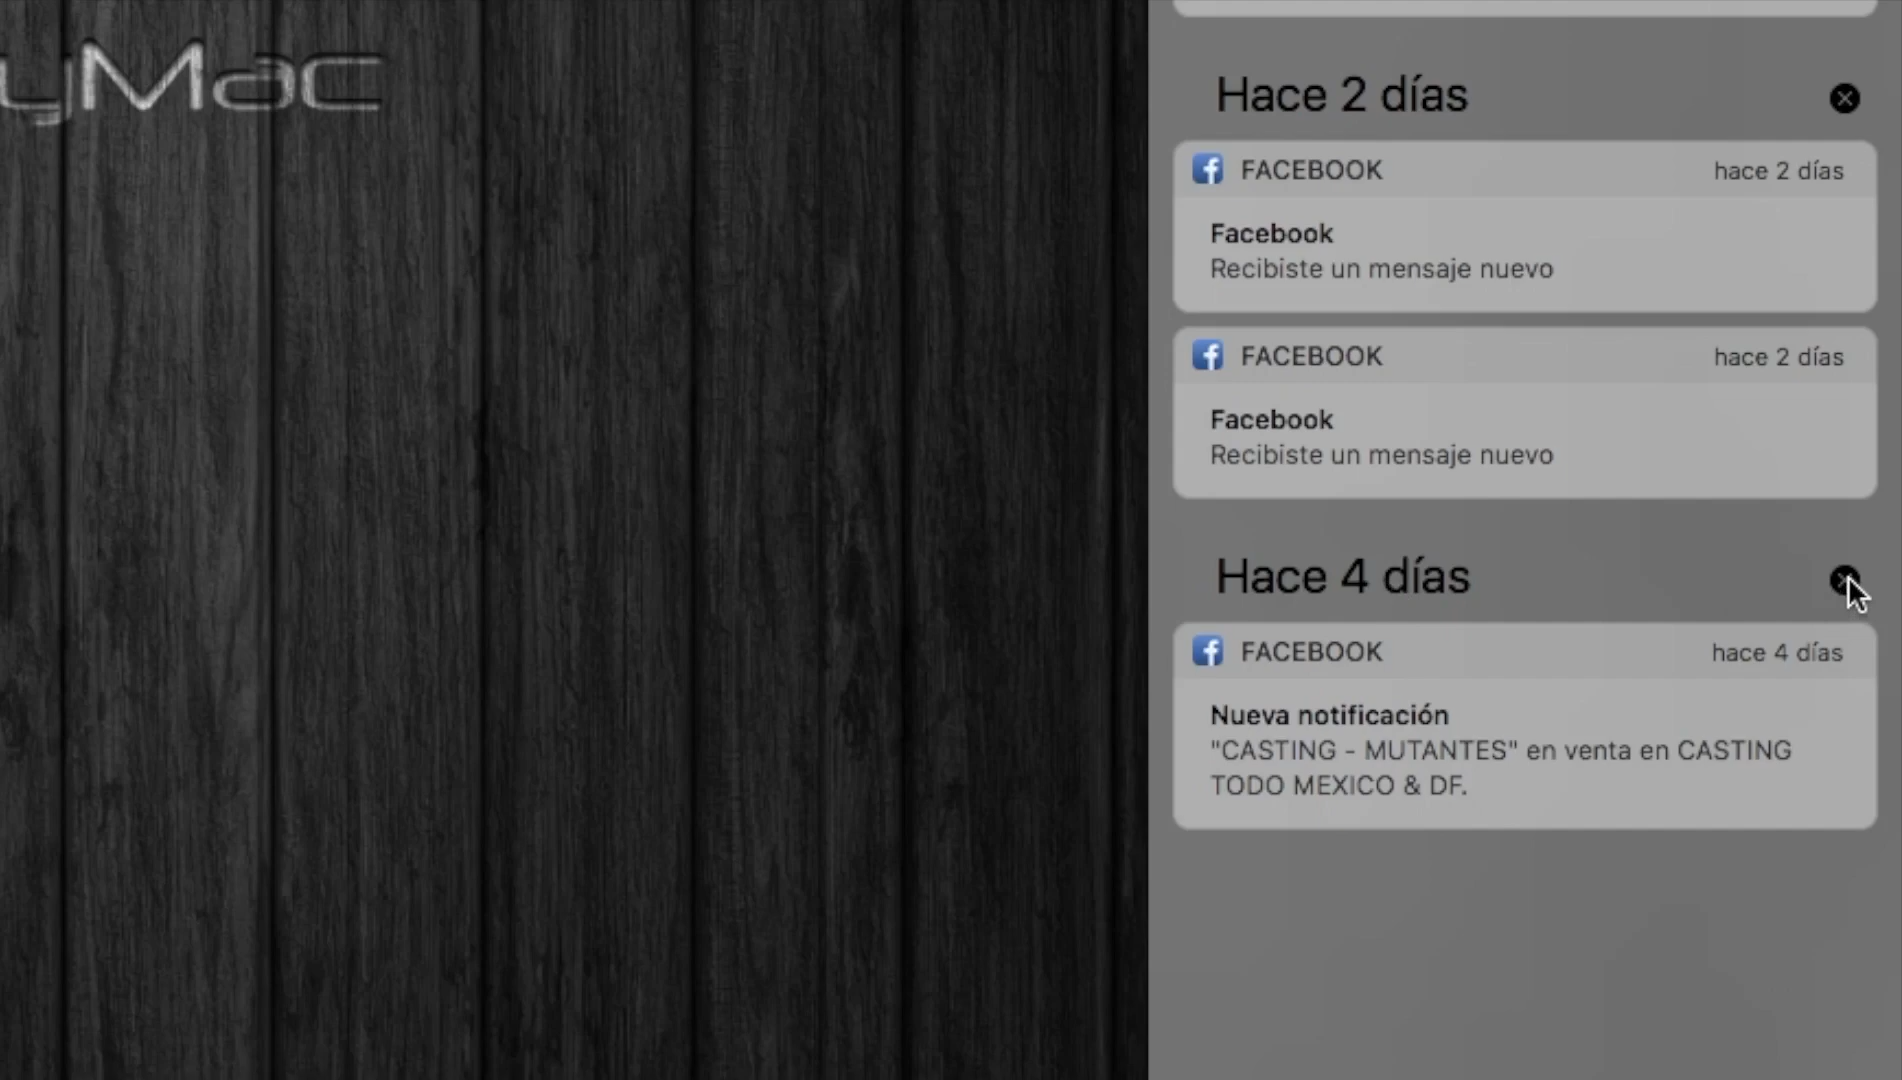 yMac
Hace 2 días
FACEBOOK hace 2 días
Facebook
Recibiste un mensaje nuevo
FACEBOOK hace 2 días
Facebook
Recibiste un mensaje nuevo
Hace 4 días
FACEBOOK hace 4 días
Nueva notificación
"CASTING - MUTANTES" en venta en CASTING
TODO MEXICO & DF.